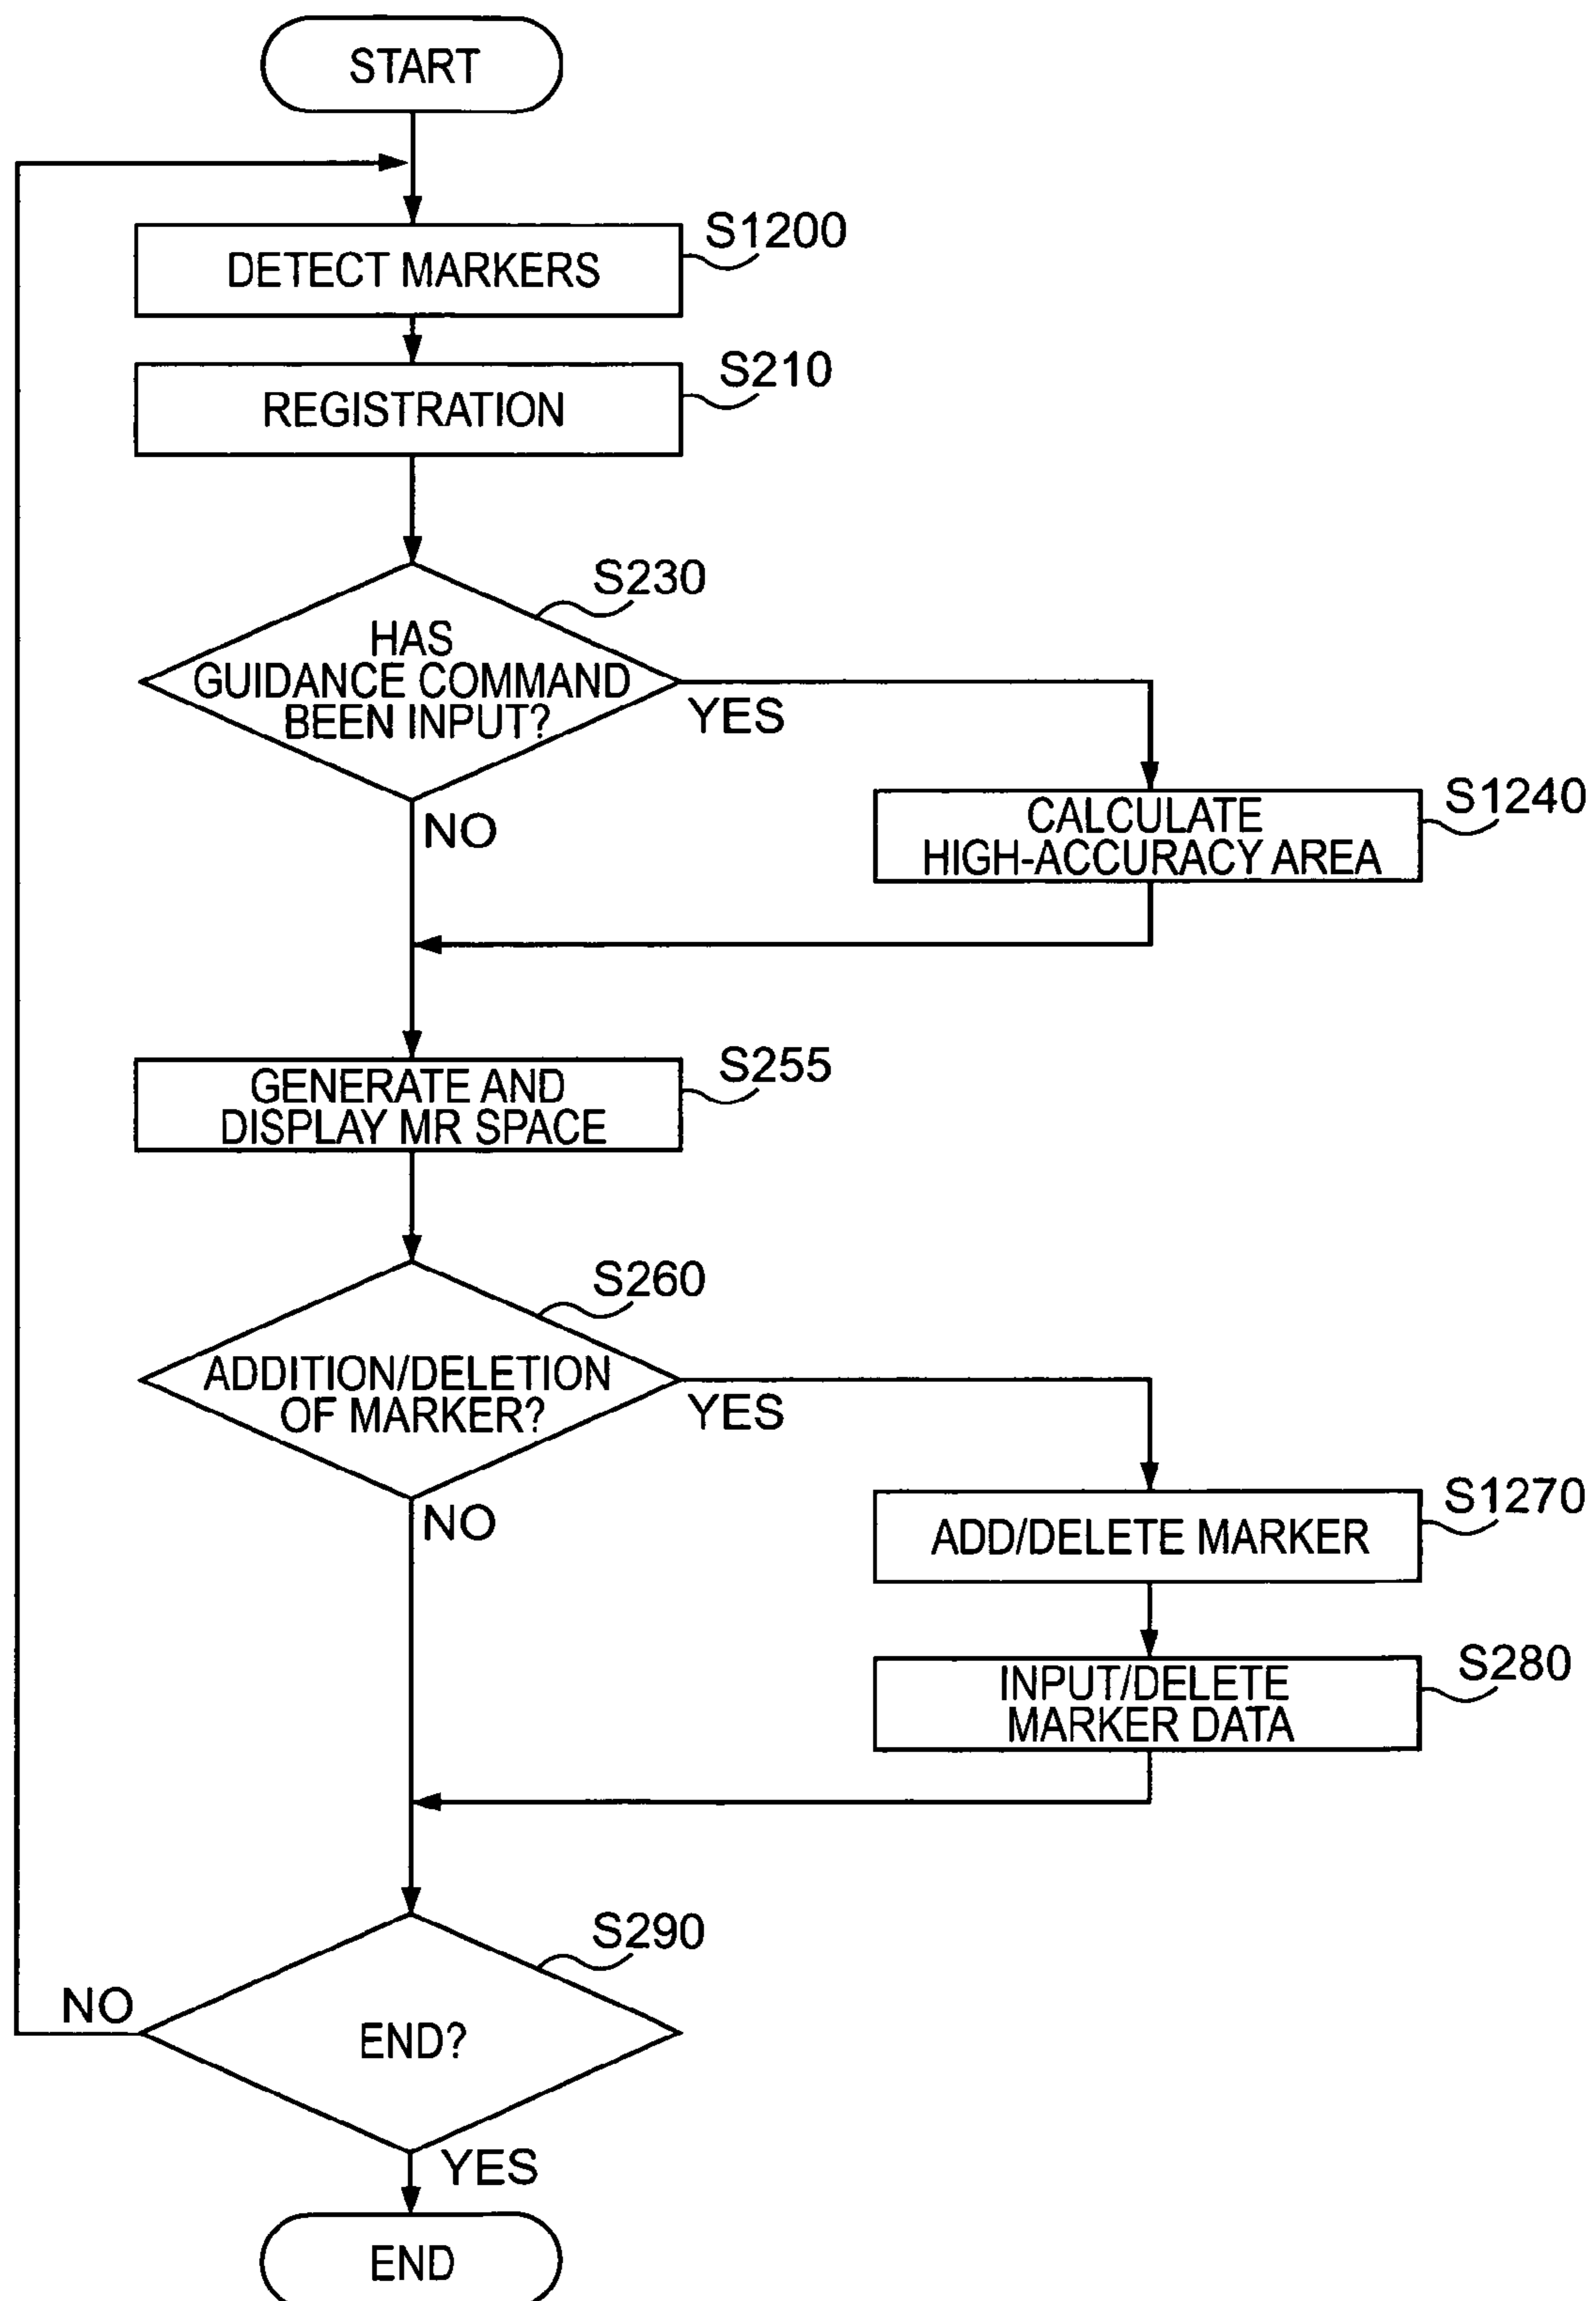 START
S1200
DETECT MARKERS
S210
REGISTRATION
S230
HAS
GUIDANCE COMMAND
BEEN INPUT?
YES
NO
S1240
CALCULATE
HIGH-ACCURACY AREA
S255
GENERATE AND
DISPLAY MR SPACE
S260
ADDITION/DELETION
OF MARKER?
YES
NO
S1270
ADD/DELETE MARKER
S280
INPUT/DELETE
MARKER DATA
S290
NO
END?
YES
END